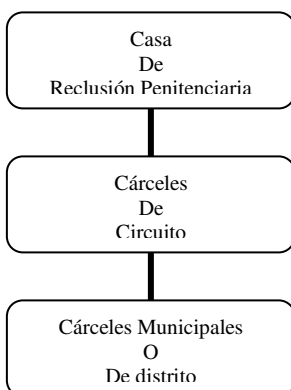 Casa
De
Reclusión Penitenciaria
Cárceles
De
Circuito
Cárceles Municipales
O
De distrito